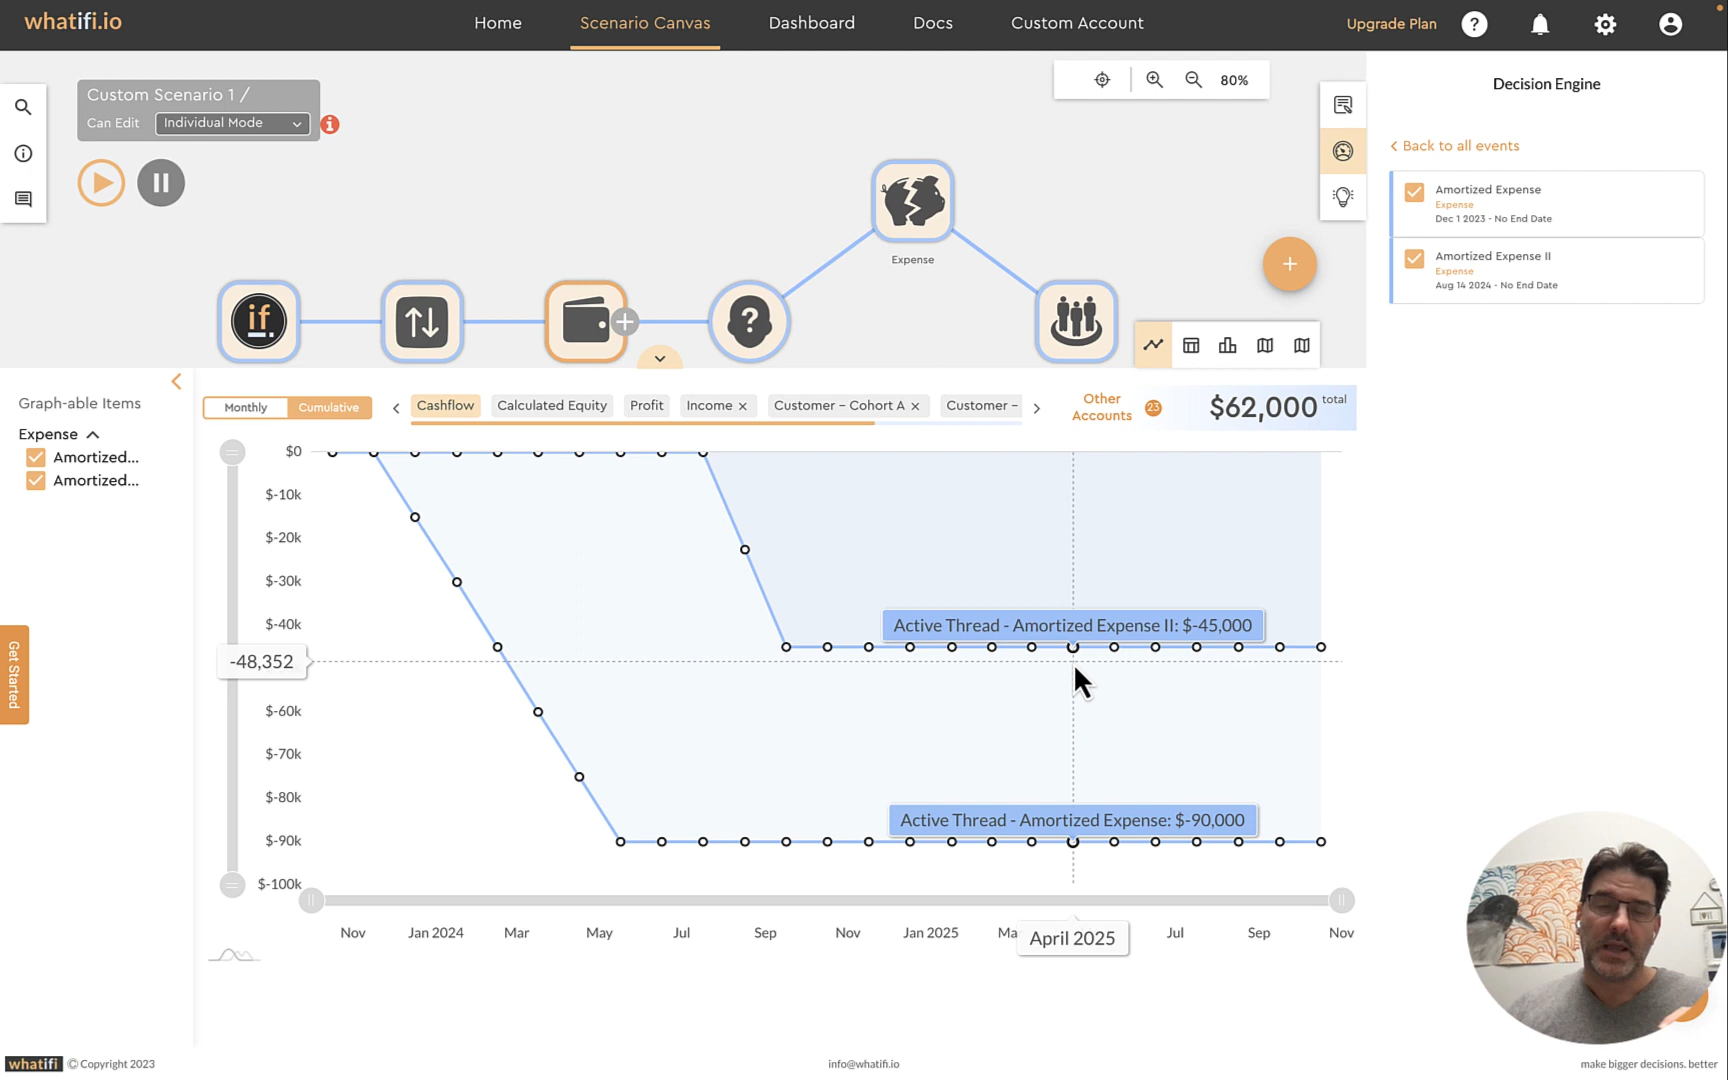 whatifi.io
Home
Scenario Canvas
Dashboard
Docs
Custom Account
Upgrade Plan
?
Custom Scenario 1 /
Can Edit
Individual Mode
80%
Decision Engine
Back to all events
Amortized Expense
Expense
Dec 1 2023 - No End Date
Amortized Expense II
Expense
Aug 14 2024 - No End Date
Expense
if
?
+
+
Graph-able Items
Expense
Amortized...
Amortized...
Monthly
Cumulative
Cashflow
Calculated Equity
Profit
Income ×
Customer – Cohort A ×
Customer –
Other
Accounts
23
$62,000 total
$0
$-10k
$-20k
$-30k
$-40k
-48,352
$-60k
$-70k
$-80k
$-90k
$-100k
Active Thread - Amortized Expense II: $-45,000
Active Thread - Amortized Expense: $-90,000
Nov
Jan 2024
Mar
May
Jul
Sep
Nov
Jan 2025
Ma
April 2025
Jul
Sep
Nov
Get Started
LOVE
whatifi © Copyright 2023
info@whatifi.io
make bigger decisions. better